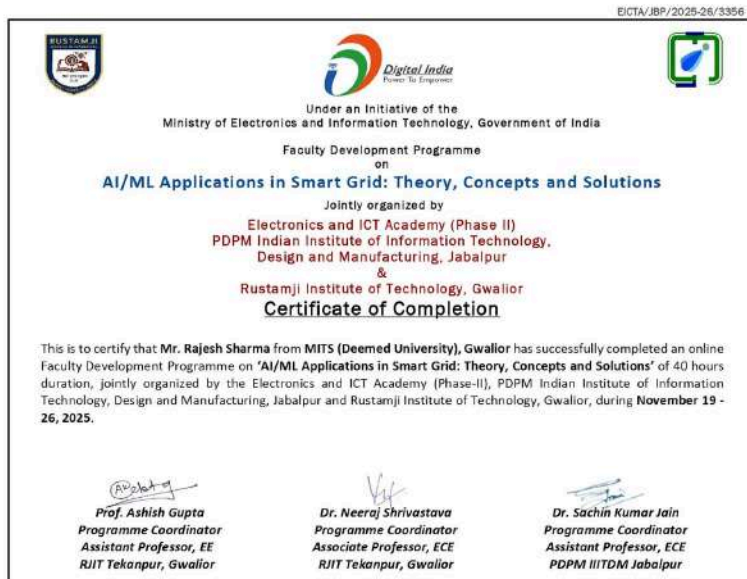 EICTA/JBP/2025-26/3356
RUSTAMJI
Digital India
Power To Empower
Under an Initiative of the
Ministry of Electronics and Information Technology, Government of India
Faculty Development Programme
on
AI/ML Applications in Smart Grid: Theory, Concepts and Solutions
Jointly organized by
Electronics and ICT Academy (Phase II)
PDPM Indian Institute of Information Technology,
Design and Manufacturing, Jabalpur
&
Rustamji Institute of Technology, Gwalior
Certificate of Completion
This is to certify that Mr. Rajesh Sharma from MITS (Deemed University), Gwalior has successfully completed an online
Faculty Development Programme on 'AI/ML Applications in Smart Grid: Theory, Concepts and Solutions' of 40 hours
duration, jointly organized by the Electronics and ICT Academy (Phase-II), PDPM Indian Institute of Information
Technology, Design and Manufacturing, Jabalpur and Rustamji Institute of Technology, Gwalior, during November 19 -
26, 2025.
Prof. Ashish Gupta
Programme Coordinator
Assistant Professor, EE
RJIT Tekanpur, Gwalior
Dr. Neeraj Shrivastava
Programme Coordinator
Associate Professor, ECE
RJIT Tekanpur, Gwalior
Dr. Sachin Kumar Jain
Programme Coordinator
Assistant Professor, ECE
PDPM IIITDM Jabalpur